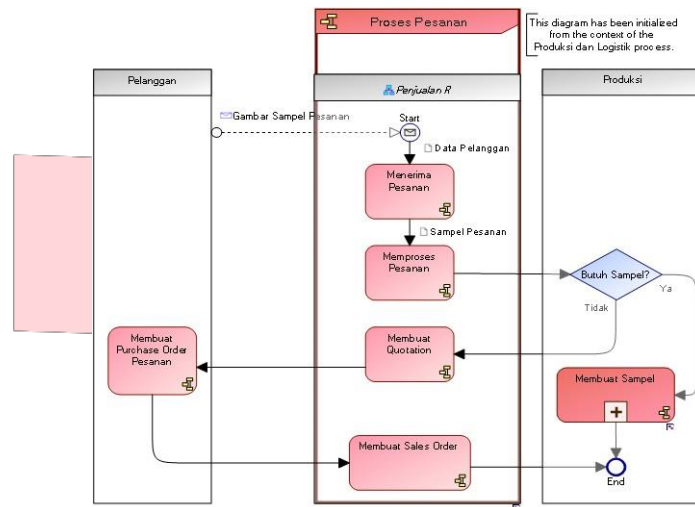 Proses Pesanan
This diagram has been initialized
from the context of the
Produksi dan Logistik process.
Pelanggan
Penjualan R
Produksi
Gambar Sampel Pesanan
Start
Data Pelanggan
Menerima
Pesanan
Sampel Pesanan
Memproses
Pesanan
Butuh Sampel?
Ya
Tidak
Membuat
Purchase Order
Pesanan
Membuat
Quotation
Membuat Sampel
Membuat Sales Order
End